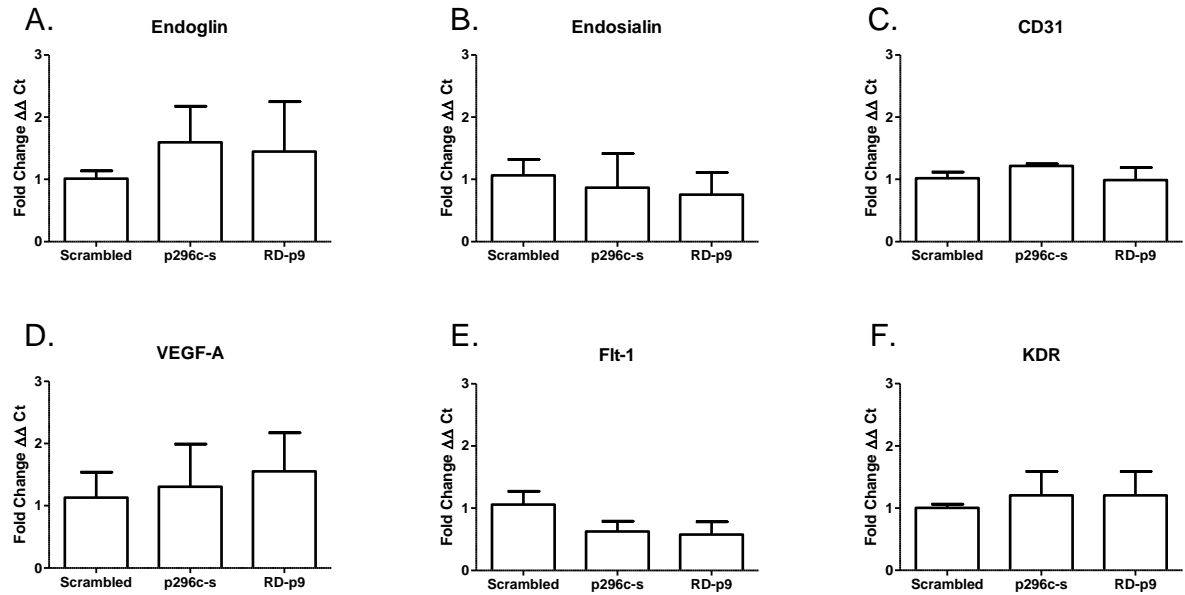 A.
Endoglin
Fold Change ΔΔ Ct
3
2
1
0
Scrambled p296c-s RD-p9
B.
Endosialin
Fold Change ΔΔ Ct
3
2
1
0
Scrambled p296c-s RD-p9
C.
CD31
Fold Change ΔΔ Ct
3
2
1
0
Scrambled p296c-s RD-p9
D.
VEGF-A
Fold Change ΔΔ Ct
3
2
1
0
Scrambled p296c-s RD-p9
E.
Flt-1
Fold Change ΔΔ Ct
3
2
1
0
Scrambled p296c-s RD-p9
F.
KDR
Fold Change ΔΔ Ct
3
2
1
0
Scrambled p296c-s RD-p9